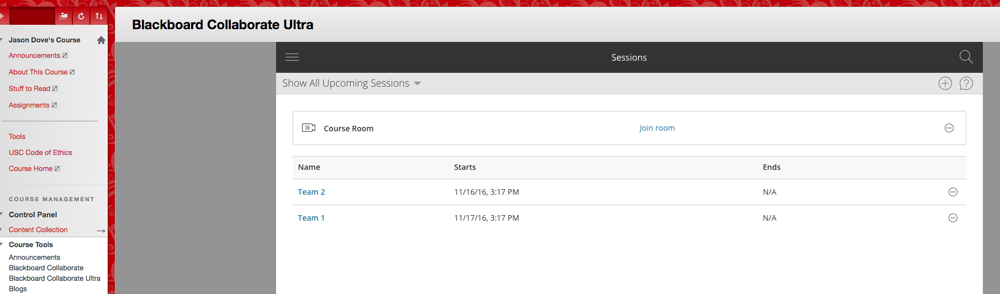 Blackboard Collaborate Ultra
Jason Dove's Course
Announcements
About This Course
Stuff to Read
Assignments
Tools
USC Code of Ethics
Course Home
COURSE MANAGEMENT
Control Panel
Content Collection
Course Tools
Announcements
Blackboard Collaborate
Blackboard Collaborate Ultra
Blogs
Sessions
Show All Upcoming Sessions
Course Room Join room
Name Starts Ends
Team 2 11/16/16, 3:17 PM N/A
Team 1 11/17/16, 3:17 PM N/A